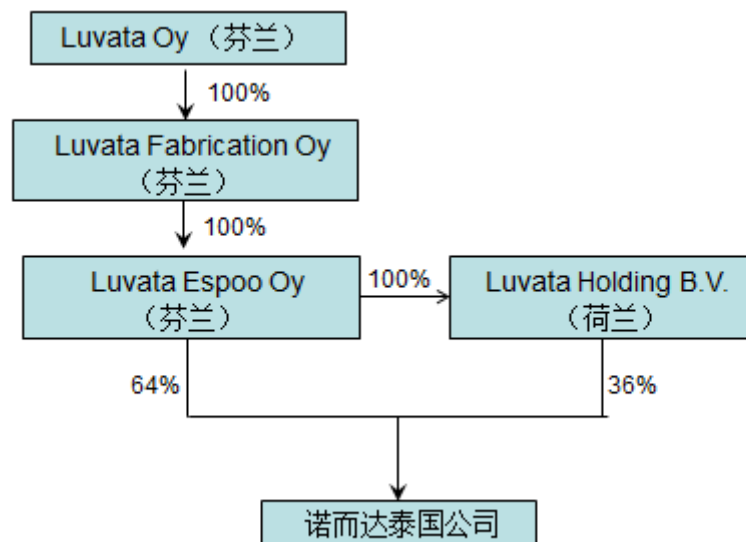 Luvata Oy （芬兰）
100%
Luvata Fabrication Oy
（芬兰）
100%
Luvata Espoo Oy
（芬兰）
100%
Luvata Holding B.V.
（荷兰）
64%
36%
诺而达泰国公司